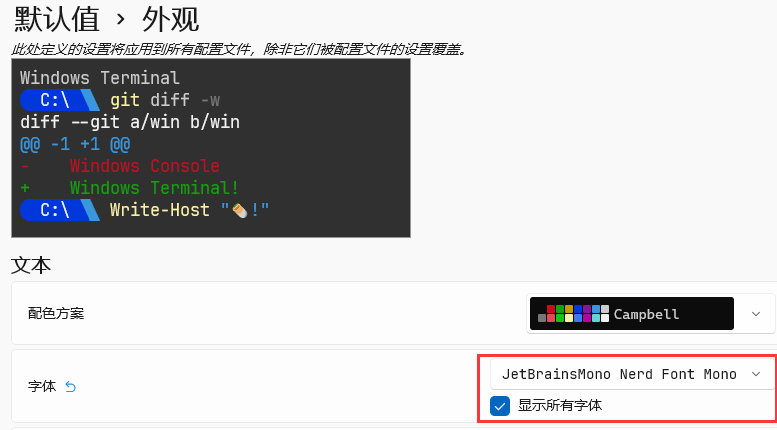 默认值 › 外观
此处定义的设置将应用到所有配置文件，除非它们被配置文件的设置覆盖。
Windows Terminal
C:\ git diff -w
diff --git a/win b/win
@@ -1 +1 @@
- Windows Console
+ Windows Terminal!
C:\ Write-Host "🪶!"
文本
配色方案
Campbell
字体
JetBrainsMono Nerd Font Mono
显示所有字体